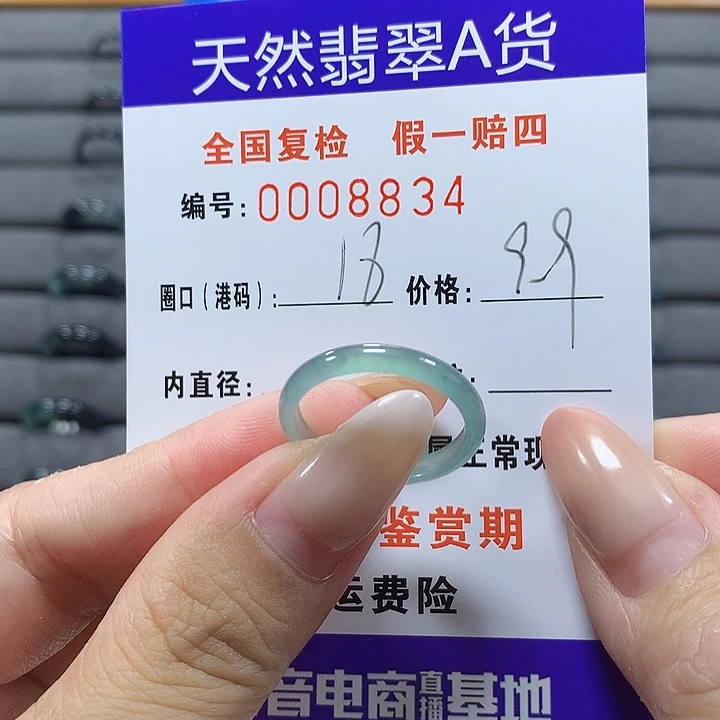 天然翡翠A货
全国复检 假一赔四
编号:0008834
圈口(港码): 13 价格: 99
内直径:
正常现
鉴赏期
运费险
音电商直播基地